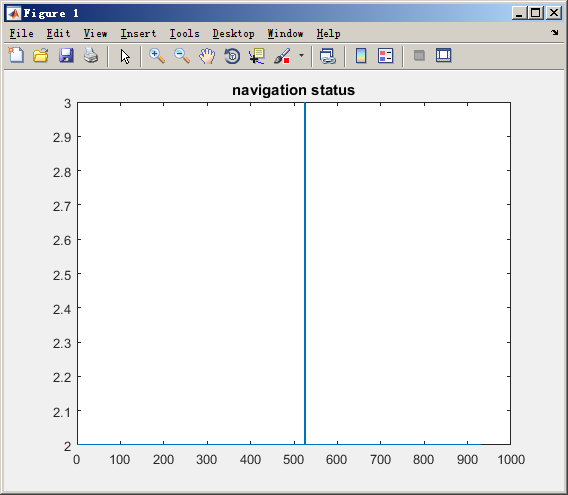 Figure 1
File Edit View Insert Tools Desktop Window Help
navigation status
3
2.9
2.8
2.7
2.6
2.5
2.4
2.3
2.2
2.1
2
0 100 200 300 400 500 600 700 800 900 1000